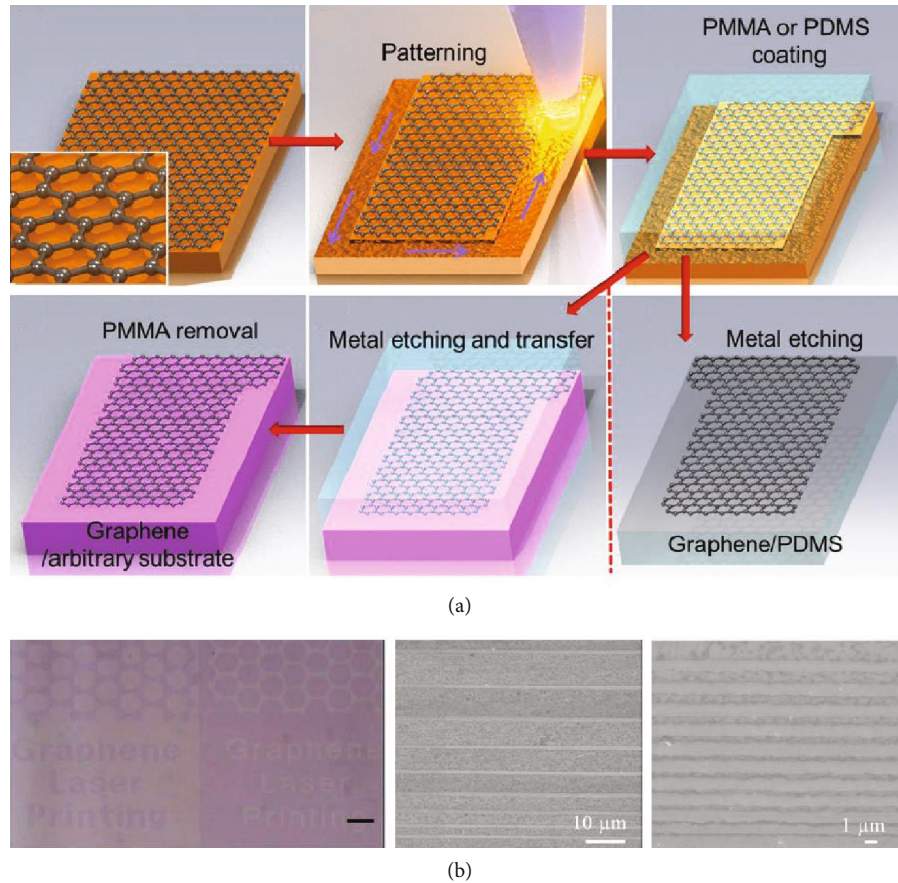 Patterning
PMMA or PDMS
coating
PMMA removal
Metal etching and transfer
Metal etching
Graphene
/arbitrary substrate
Graphene/PDMS
(a)
Graphene
Laser
Printing
Graphene
Laser
Printing
10 μm
1 μm
(b)